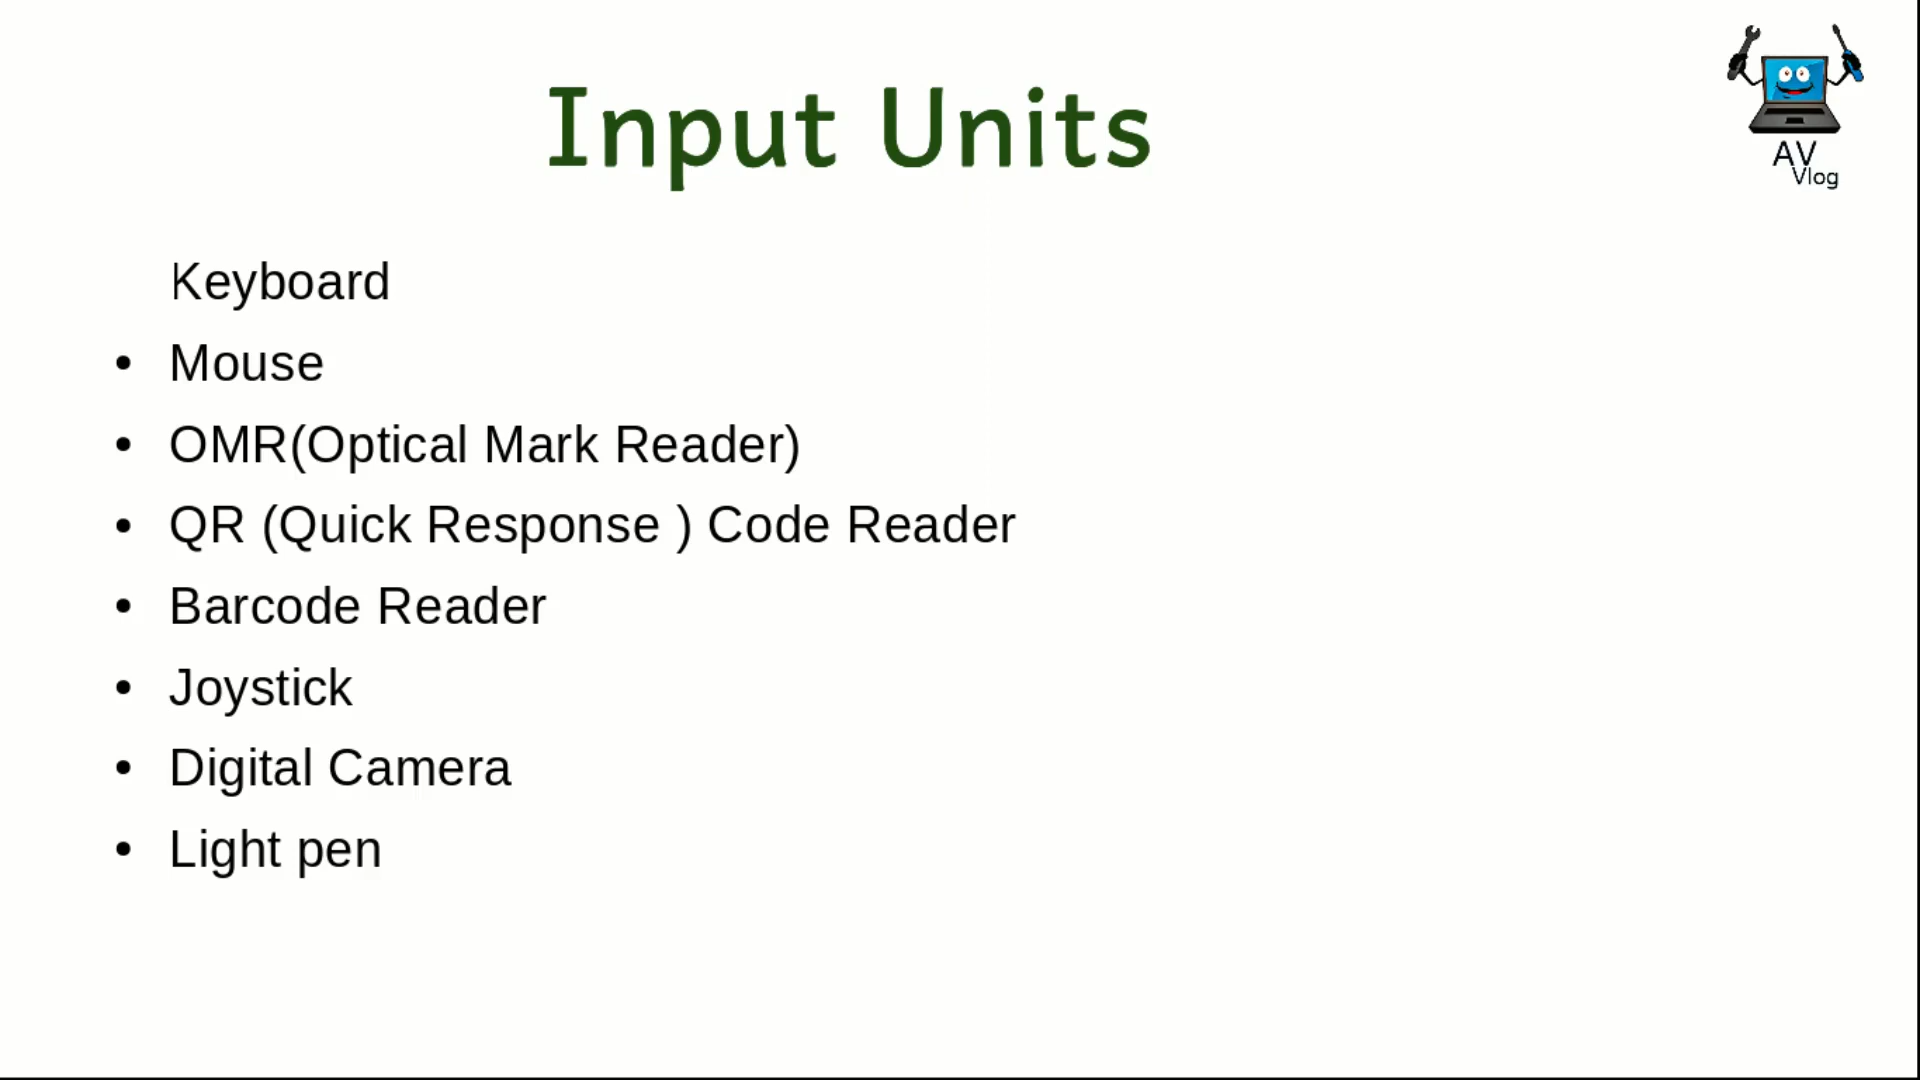 Input Units
AV
Vlog
Keyboard
• Mouse
• OMR(Optical Mark Reader)
• QR (Quick Response ) Code Reader
• Barcode Reader
• Joystick
• Digital Camera
• Light pen